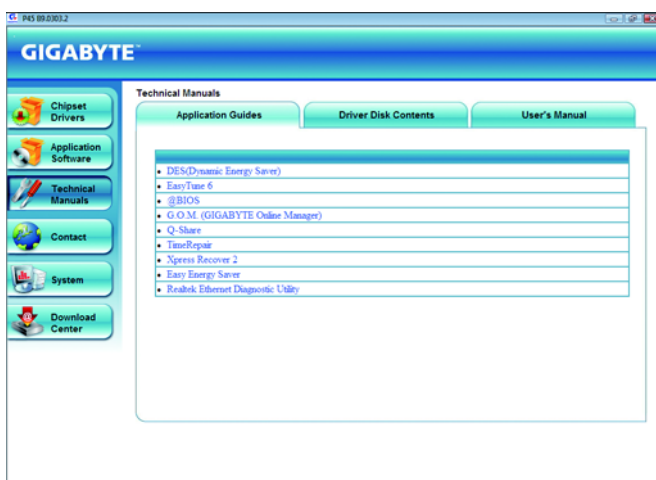 P45 B9.0303.2
GIGABYTE™
Technical Manuals
Application Guides
Driver Disk Contents
User's Manual
Chipset
Drivers
Application
Software
Technical
Manuals
Contact
System
Download
Center
• DES(Dynamic Energy Saver)
• EasyTune 6
• @BIOS
• G.O.M. (GIGABYTE Online Manager)
• Q-Share
• TimeRepair
• Xpress Recover 2
• Easy Energy Saver
• Realtek Ethernet Diagnostic Utility